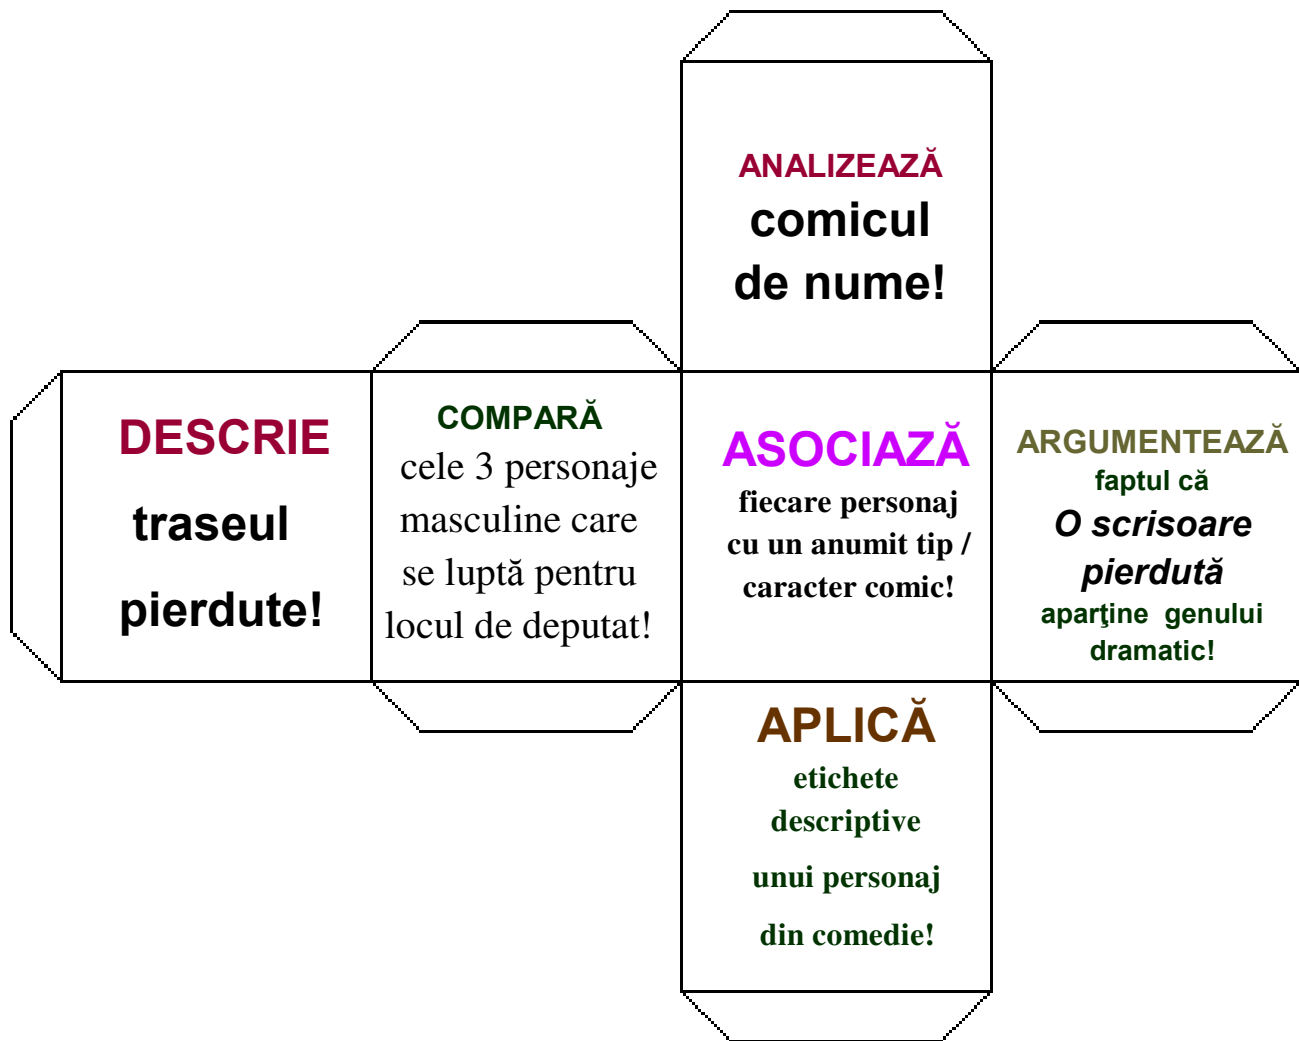 ANALIZEAZĂ
comicul
de nume!
DESCRIE
traseul
pierdute!
COMPARĂ
cele 3 personaje
masculine care
se luptă pentru
locul de deputat!
ASOCIAZĂ
fiecare personaj
cu un anumit tip /
caracter comic!
ARGUMENTEAZĂ
faptul că
O scrisoare
pierdută
aparţine genului
dramatic!
APLICĂ
etichete
descriptive
unui personaj
din comedie!